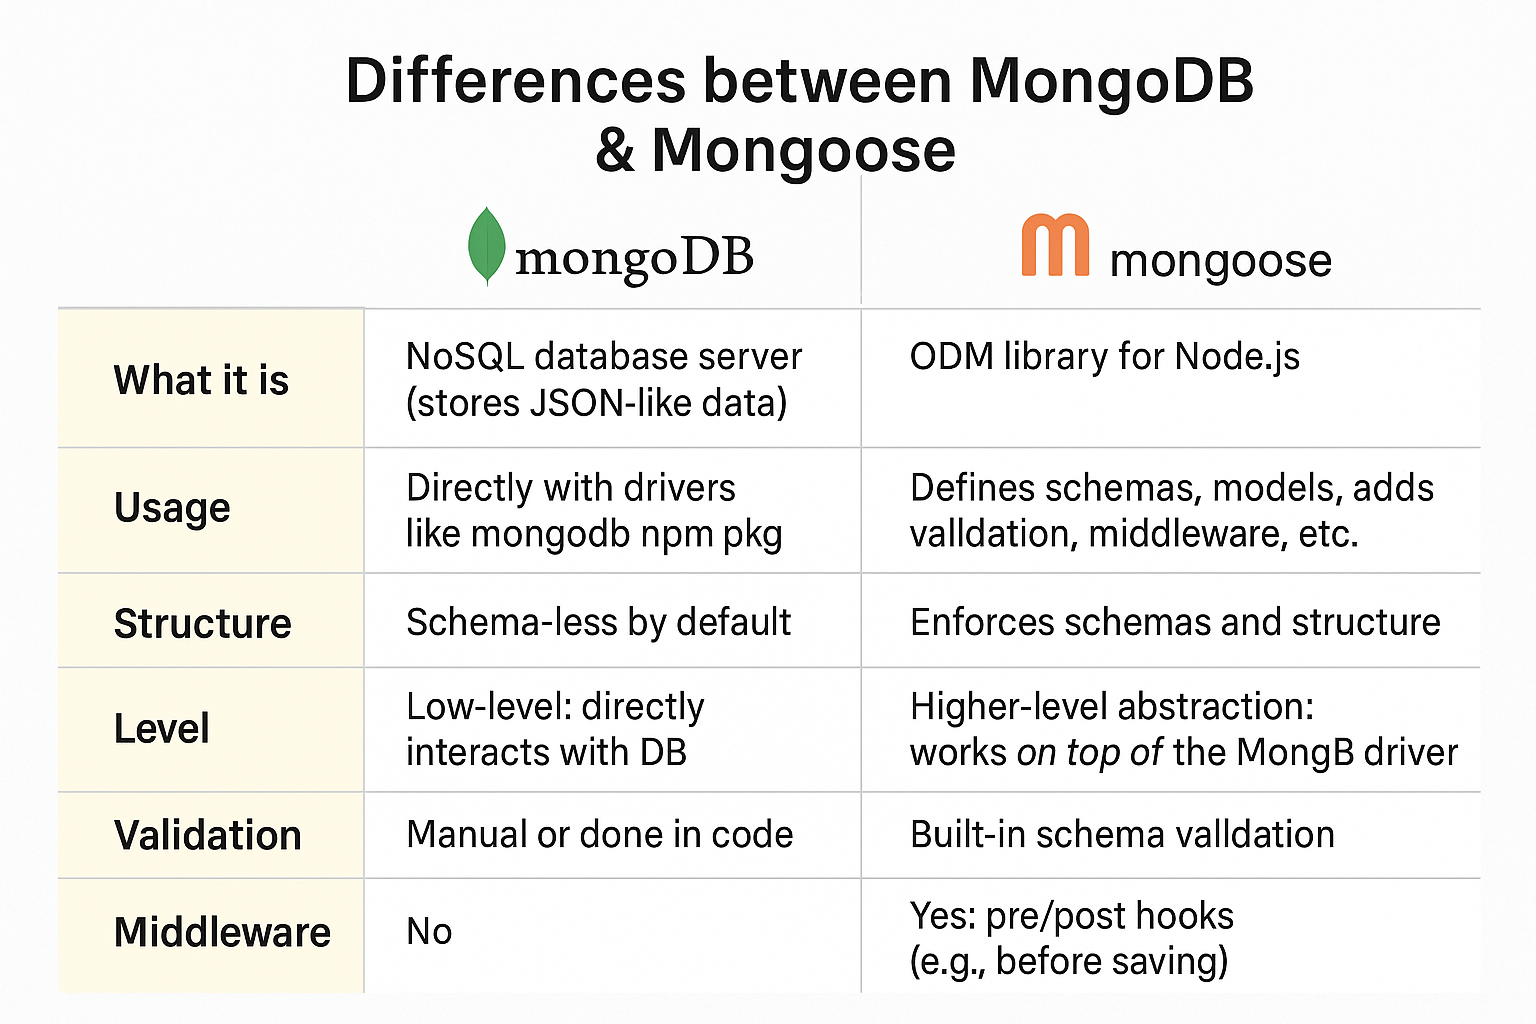 Differences between MongoDB
& Mongoose
mongoDB
mongoose
What it is
NoSQL database server
(stores JSON-like data)
ODM library for Node.js
Usage
Directly with drivers
like mongodb npm pkg
Defines schemas, models, adds
valldation, middleware, etc.
Structure
Schema-less by default
Enforces schemas and structure
Level
Low-level: directly
interacts with DB
Higher-level abstraction:
works on top of the MongB driver
Validation
Manual or done in code
Built-in schema valldation
Middleware
No
Yes: pre/post hooks
(e.g., before saving)